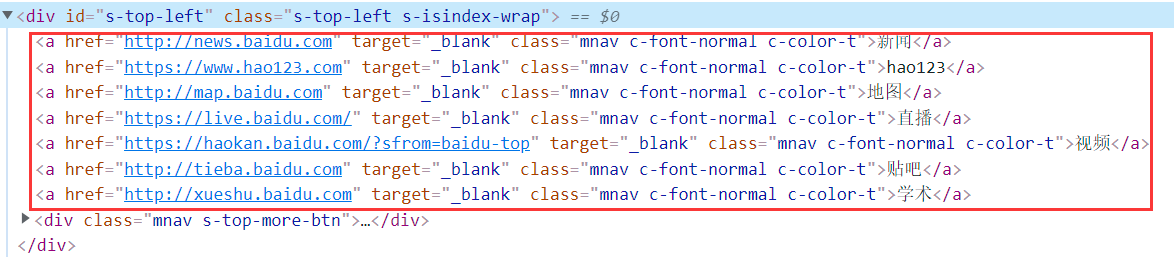 ▼<div id="s-top-left" class="s-top-left s-isindex-wrap"> == $0
<a href="http://news.baidu.com" target="_blank" class="mnav c-font-normal c-color-t">新闻</a>
<a href="https://www.hao123.com" target="_blank" class="mnav c-font-normal c-color-t">hao123</a>
<a href="http://map.baidu.com" target="_blank" class="mnav c-font-normal c-color-t">地图</a>
<a href="https://live.baidu.com/" target="_blank" class="mnav c-font-normal c-color-t">直播</a>
<a href="https://haokan.baidu.com/?sfrom=baidu-top" target="_blank" class="mnav c-font-normal c-color-t">视频</a>
<a href="http://tieba.baidu.com" target="_blank" class="mnav c-font-normal c-color-t">贴吧</a>
<a href="http://xueshu.baidu.com" target="_blank" class="mnav c-font-normal c-color-t">学术</a>
▶<div class="mnav s-top-more-btn">…</div>
</div>